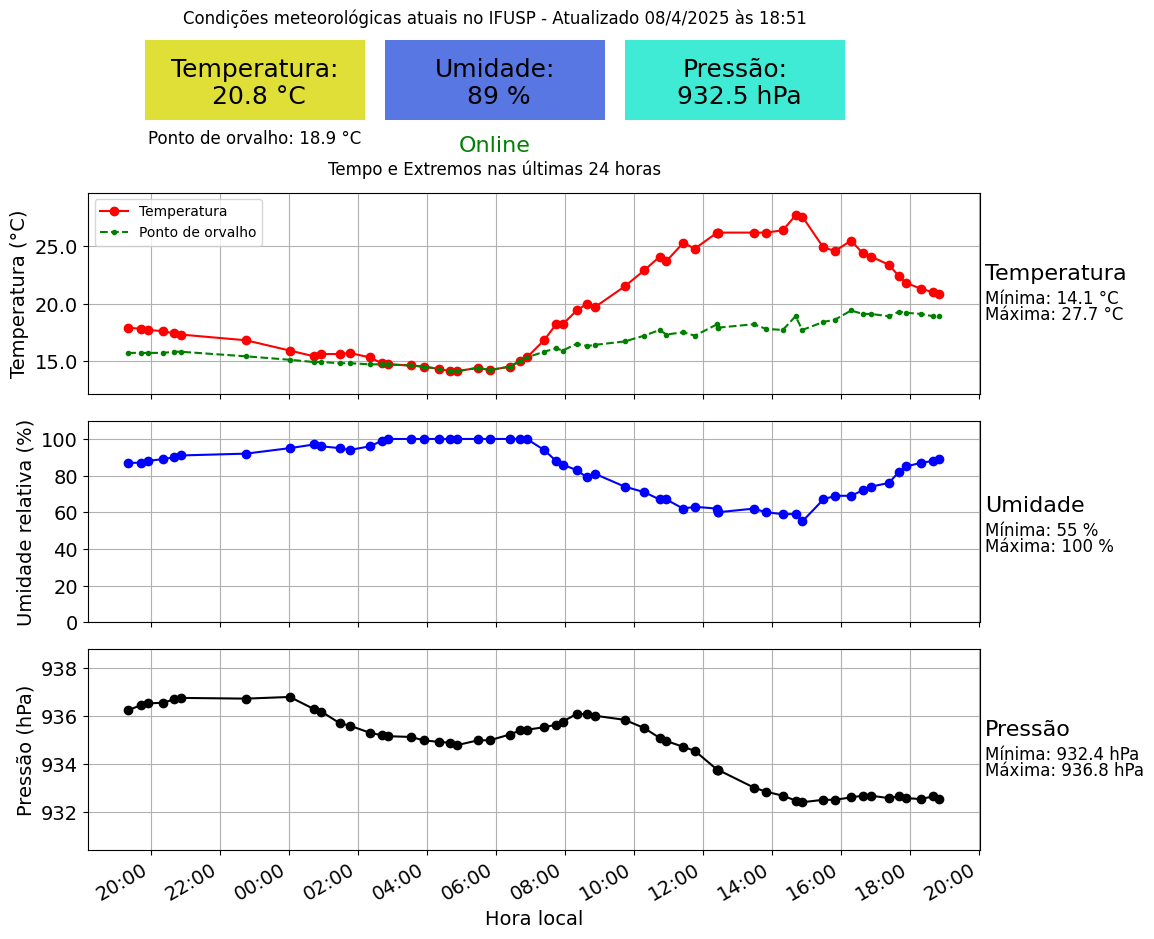 Condições meteorológicas atuais no IFUSP - Atualizado 08/4/2025 às 18:51
Temperatura:
20.8 °C
Umidade:
89 %
Pressão:
932.5 hPa
Ponto de orvalho: 18.9 °C
Online
Tempo e Extremos nas últimas 24 horas
Temperatura (°C)
25.0
20.0
15.0
Temperatura
Ponto de orvalho
Temperatura
Mínima: 14.1 °C
Máxima: 27.7 °C
Umidade relativa (%)
100
80
60
40
20
0
Umidade
Mínima: 55 %
Máxima: 100 %
Pressão (hPa)
938
936
934
932
Pressão
Mínima: 932.4 hPa
Máxima: 936.8 hPa
20:00 22:00 00:00 02:00 04:00 06:00 08:00 10:00 12:00 14:00 16:00 18:00 20:00
Hora local